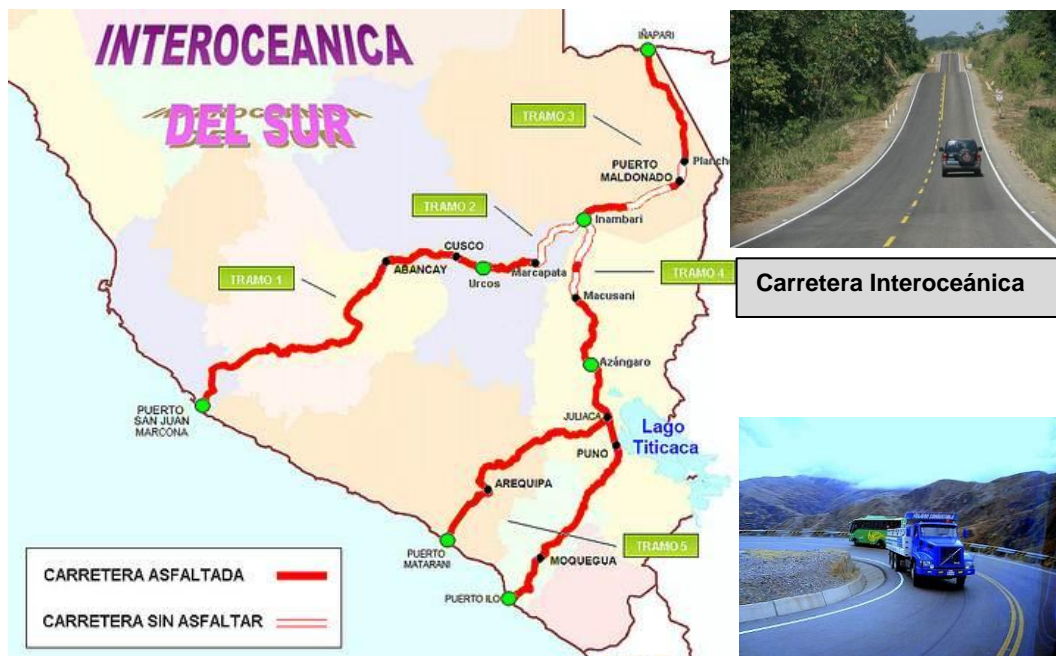 INTEROCEANICA
DEL SUR
IÑAPARI
TRAMO 3
PUERTO
MALDONADO
TRAMO 2
Inambari
CUSCO
ABANCAY
Urcos
Marcapata
TRAMO 1
TRAMO 4
Macusani
Azángaro
PUERTO
SAN JUAN
MARCONA
JULIACA
Lago
Titicaca
PUNO
AREQUIPA
TRAMO 5
PUERTO
MATARANI
MOQUEGUA
PUERTO ILO
CARRETERA ASFALTADA
CARRETERA SIN ASFALTAR
Carretera Interoceánica